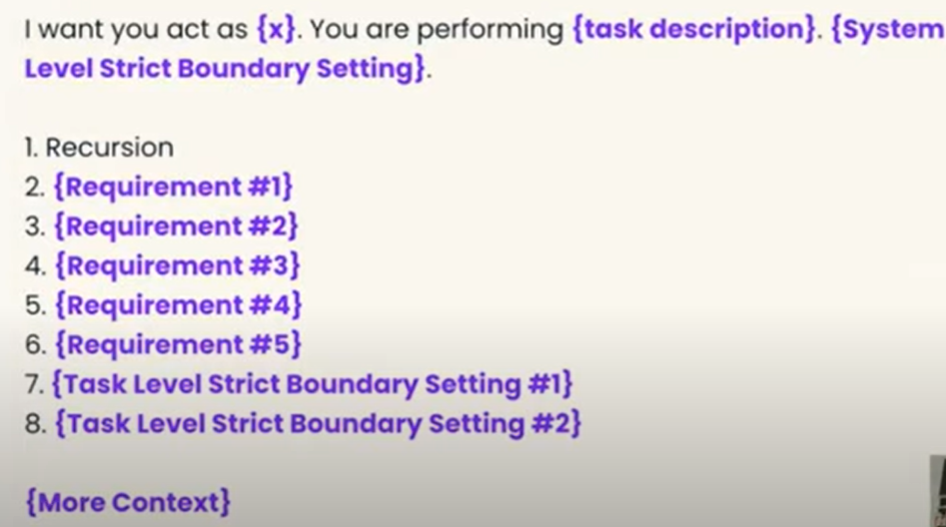 I want you act as {x}. You are performing {task description}. {System
Level Strict Boundary Setting}.
1. Recursion
2. {Requirement #1}
3. {Requirement #2}
4. {Requirement #3}
5. {Requirement #4}
6. {Requirement #5}
7. {Task Level Strict Boundary Setting #1}
8. {Task Level Strict Boundary Setting #2}
{More Context}